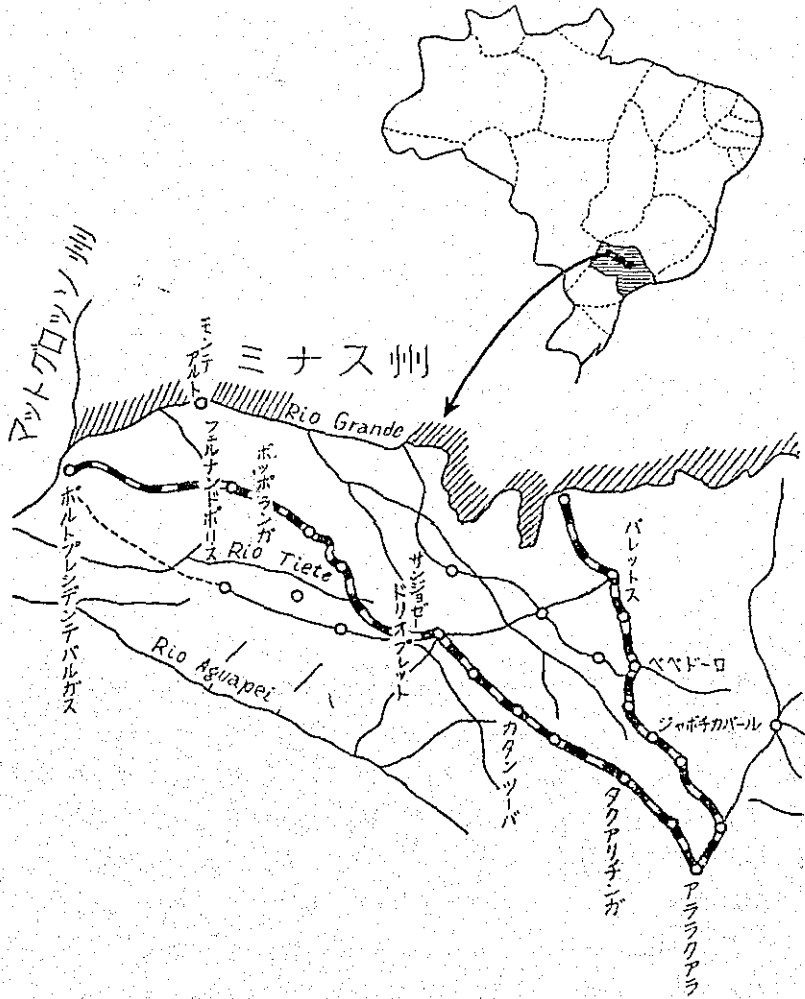 マットグロッソ州
ミナス州
モンテアルト
Rio Grande
フェルナンドポリス
ボッポランガ
ポルトプレシデンテバルガス
Rio Tiete
サンジョゼードリオプレット
バレットス
Rio Aguapei
ベベドーロ
ジャボチカバール
カタンツーバ
タクアリチンガ
アララクアラ